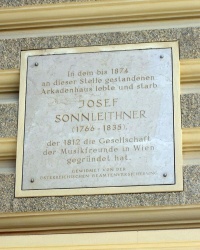 In dem bis 1874
an dieser Stelle gestandenen
Arkadenhaus lebte und starb
JOSEF
SONNLEITHNER
(1766 - 1835),
der 1812 die Gesellschaft
der Musikfreunde in Wien
gegründet hat.
GEWIDMET VON DER